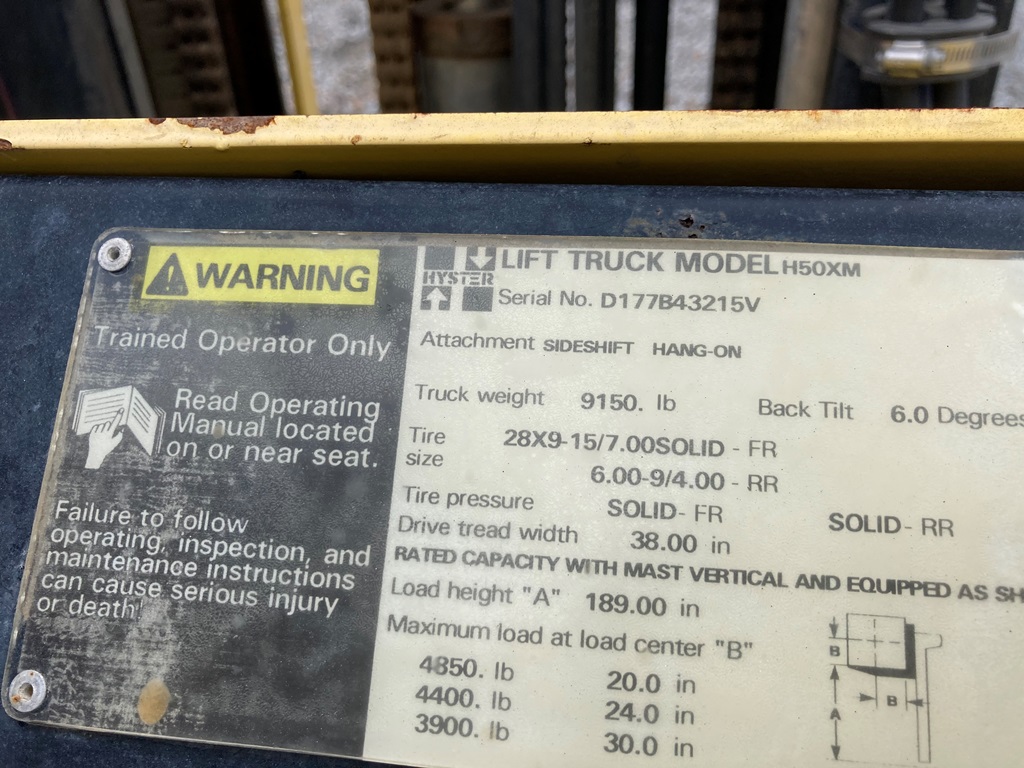 WARNING
Trained Operator Only
Read Operating
Manual located
on or near seat.
Failure to follow
operating, inspection, and
maintenance instructions
can cause serious injury
or death!
HYSTER
LIFT TRUCK MODEL H50XM
Serial No. D177B43215V
Attachment SIDESHIFT HANG-ON
Truck weight 9150. lb Back Tilt 6.0 Degrees
Tire size 28X9-15/7.00SOLID - FR
6.00-9/4.00 - RR
Tire pressure SOLID- FR SOLID- RR
Drive tread width 38.00 in
RATED CAPACITY WITH MAST VERTICAL AND EQUIPPED AS SH
Load height "A" 189.00 in
Maximum load at load center "B"
4850. lb 20.0 in
4400. lb 24.0 in
3900. lb 30.0 in
B
B
A